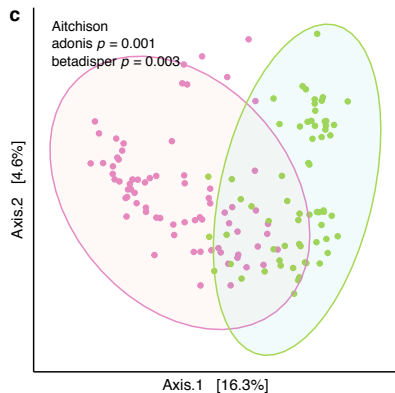 c
Aitchison
adonis p = 0.001
betadisper p = 0.003
Axis.2 [4.6%]
Axis.1 [16.3%]